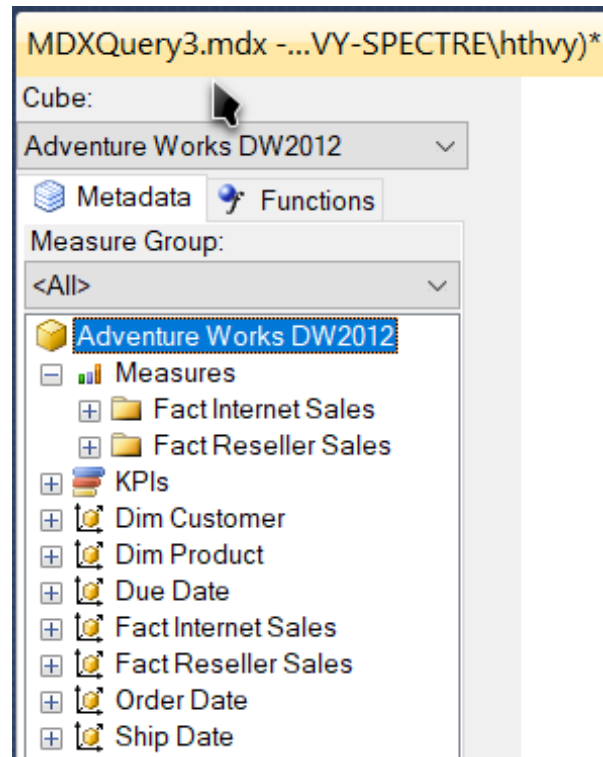 MDXQuery3.mdx -...VY-SPECTRE\hthvy)*
Cube:
Adventure Works DW2012
Metadata Functions
Measure Group:
<All>
Adventure Works DW2012
Measures
Fact Internet Sales
Fact Reseller Sales
KPIs
Dim Customer
Dim Product
Due Date
Fact Internet Sales
Fact Reseller Sales
Order Date
Ship Date